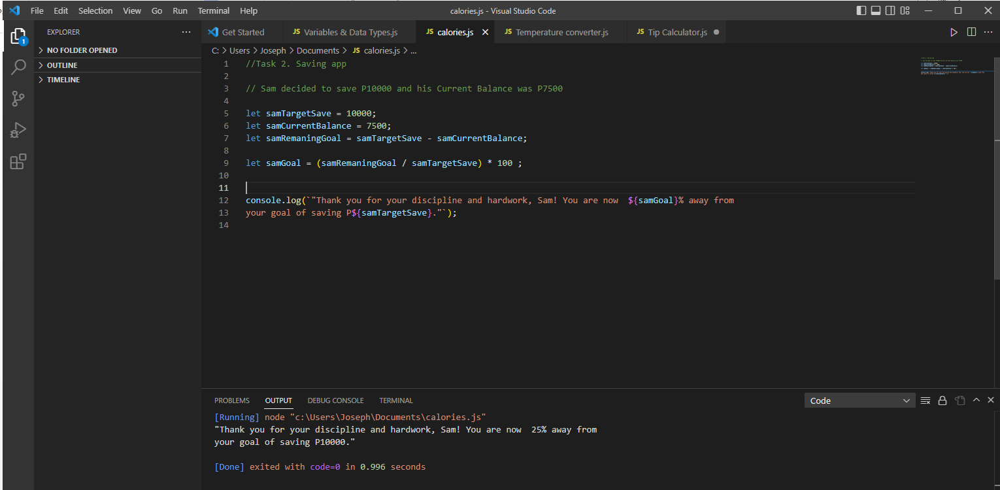 File Edit Selection View Go Run Terminal Help calories.js - Visual Studio Code
EXPLORER
Get Started JS Variables & Data Types.js JS calories.js JS Temperature converter.js JS Tip Calculator.js
1
NO FOLDER OPENED
OUTLINE
TIMELINE
C: > Users > Joseph > Documents > JS calories.js > ...
1 //Task 2. Saving app
2
3 // Sam decided to save P10000 and his Current Balance was P7500
4
5 let samTargetSave = 10000;
6 let samCurrentBalance = 7500;
7 let samRemaningGoal = samTargetSave - samCurrentBalance;
8
9 let samGoal = (samRemaningGoal / samTargetSave) * 100 ;
10
11
12 console.log(`"Thank you for your discipline and hardwork, Sam! You are now  ${samGoal}% away from
13 your goal of saving P${samTargetSave}."`);
14
PROBLEMS OUTPUT DEBUG CONSOLE TERMINAL Code
[Running] node "c:\Users\Joseph\Documents\calories.js"
"Thank you for your discipline and hardwork, Sam! You are now  25% away from
your goal of saving P10000."
[Done] exited with code=0 in 0.996 seconds